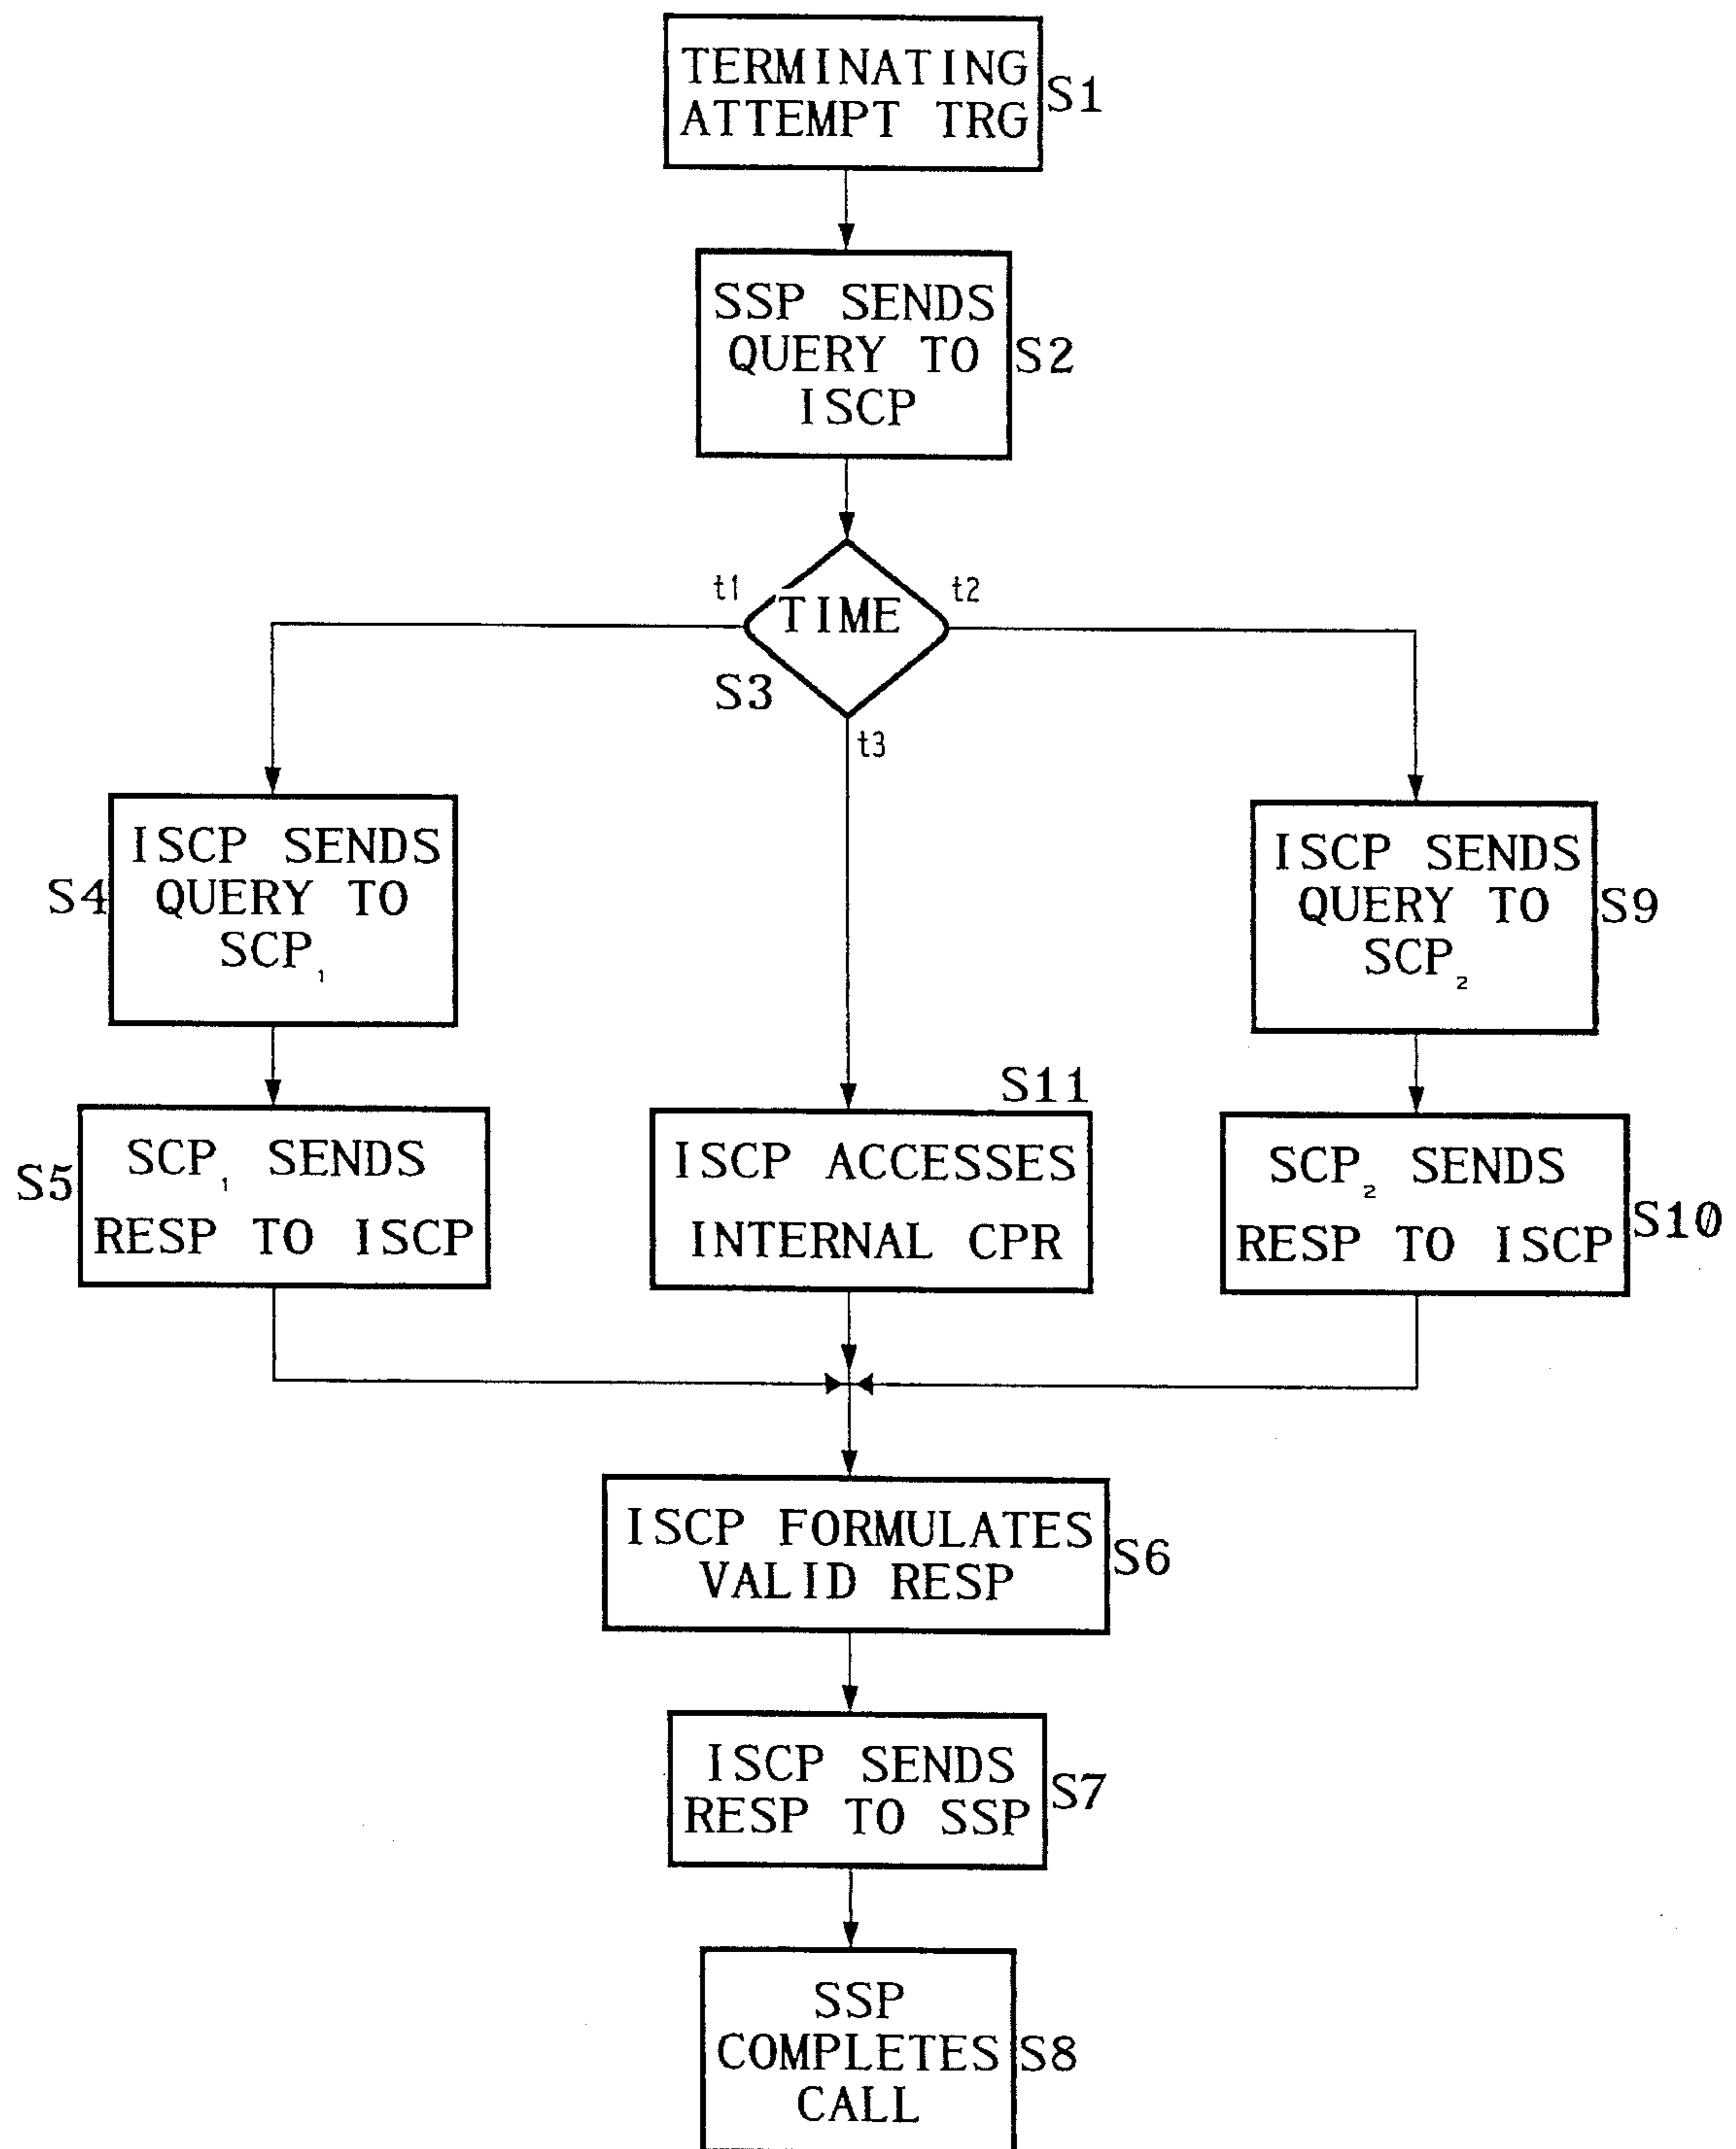 TERMINATING
ATTEMPT TRG
S1
SSP SENDS
QUERY TO
ISCP
S2
t1
TIME
t2
S3
t3
ISCP SENDS
QUERY TO
SCP₁
S4
ISCP SENDS
QUERY TO
SCP₂
S9
S11
SCP₁ SENDS
RESP TO ISCP
S5
ISCP ACCESSES
INTERNAL CPR
SCP₂ SENDS
RESP TO ISCP
S10
ISCP FORMULATES
VALID RESP
S6
ISCP SENDS
RESP TO SSP
S7
SSP
COMPLETES
CALL
S8